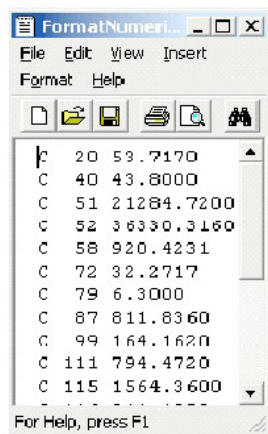 FormatNumeri...
File Edit View Insert
Format Help
C 20 53.7170
C 40 43.8000
C 51 21284.7200
C 52 36330.3160
C 58 920.4231
C 72 32.2717
C 79 6.3000
C 87 811.8360
C 99 164.1620
C 111 794.4720
C 115 1564.3600
For Help, press F1